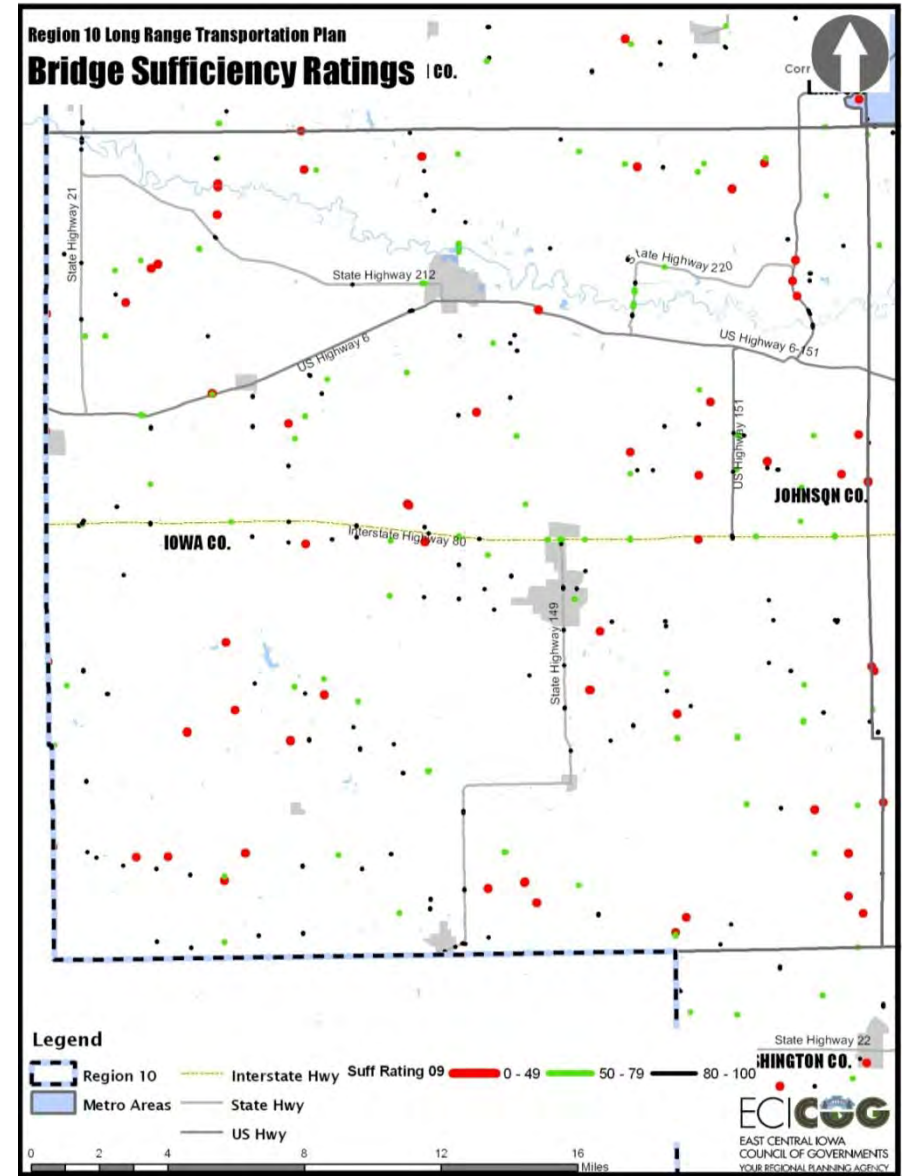 Region 10 Long Range Transportation Plan
Bridge Sufficiency Ratings
CO.
Corr
State Highway 21
State Highway 212
ate Highway 220
US Highway 6
US Highway 6-151
US Highway 151
JOHNSON CO.
Interstate Highway 80
IOWA CO.
State Highway 149
Legend
Region 10
Interstate Hwy
Suff Rating 09
0 - 49
50 - 79
80 - 100
Metro Areas
State Hwy
US Hwy
State Highway 22
SHINGTON CO.
ECICOG
EAST CENTRAL IOWA
COUNCIL OF GOVERNMENTS
YOUR REGIONAL PLANNING AGENCY
0 2 4 8 12 16
Miles